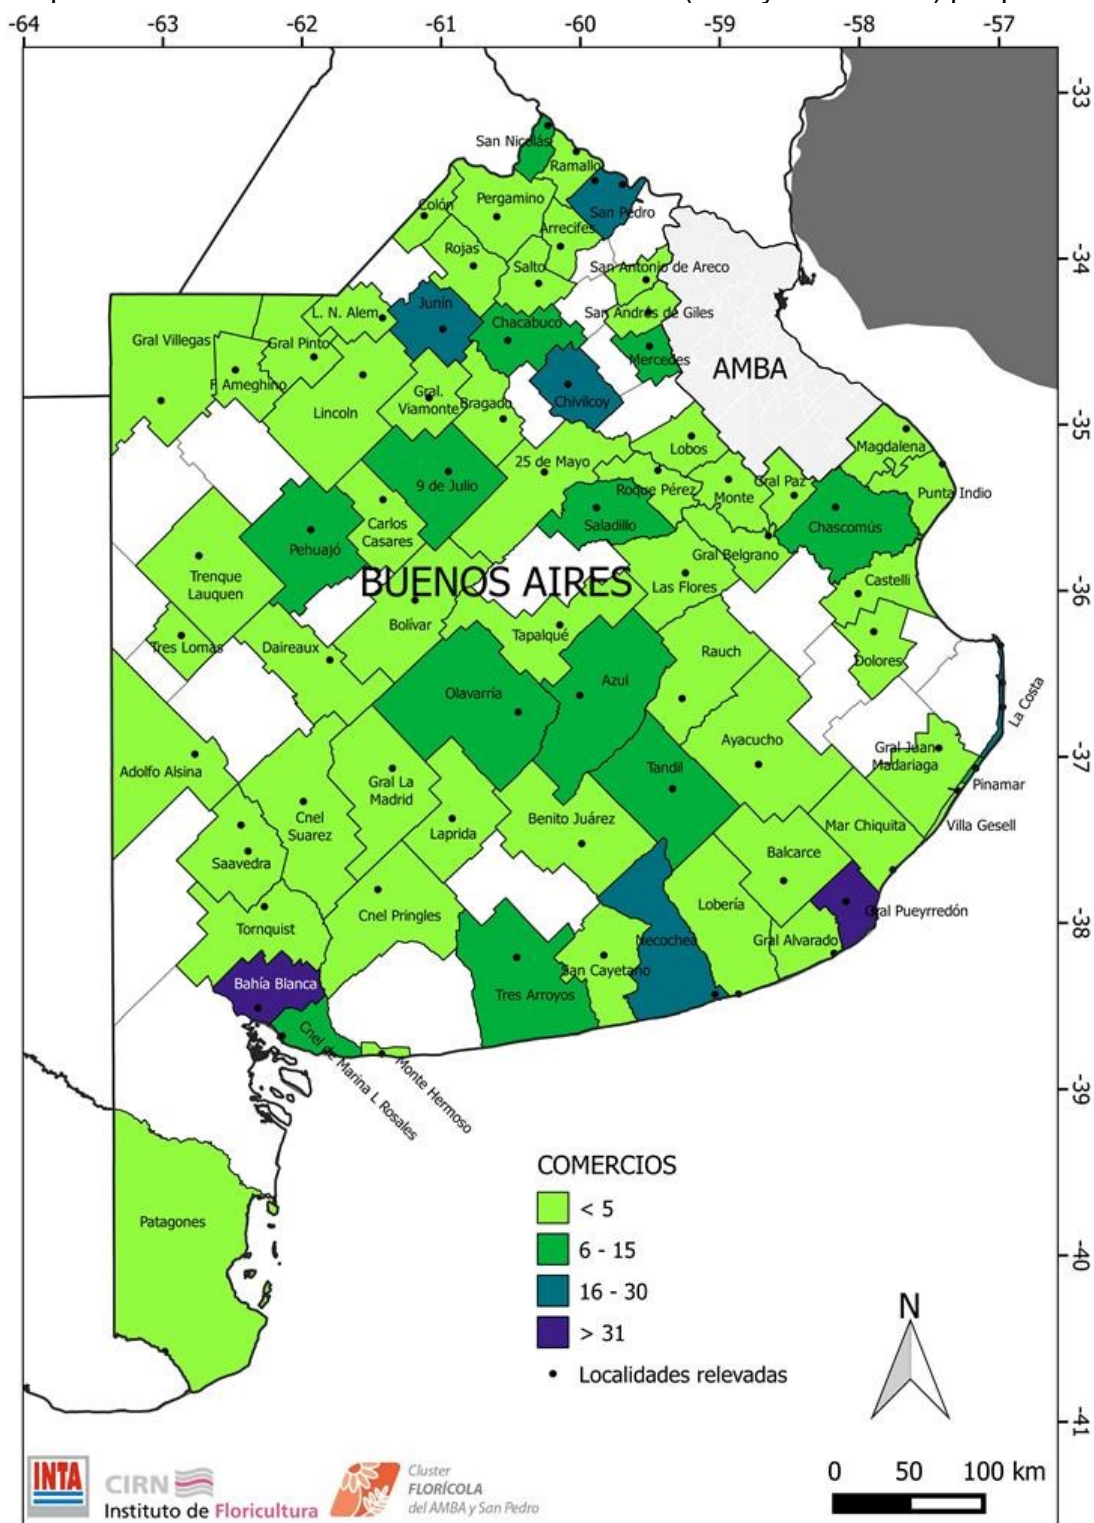 -64
-63
-62
-61
-60
-59
-58
-57
-33
San Nicolás
Ramallo
Pergamino
Colón
San Pedro
Arrecifes
Rojas
-34
Salto
San Antonio de Areco
Junín
L. N. Alem
San Andrés de Giles
Chacabuco
Gral Villegas
Gral Pinto
Mercedes
AMBA
F Ameghino
Gral.
Viamonte
Bragado
Chivilcoy
Lincoln
-35
Lobos
Magdalena
25 de Mayo
9 de Julio
Roque Pérez
Monte
Gral Paz
Punta Indio
Carlos
Casares
Saladillo
Chascomús
Pehuajó
Gral Belgrano
Trenque
Lauquen
BUENOS AIRES
Las Flores
Castelli
-36
Bolívar
Tapalqué
Tres Lomas
Daireaux
Rauch
Dolores
Olavarría
Azul
La Costa
Ayacucho
Gral Juan
Madariaga
-37
Adolfo Alsina
Gral La
Madrid
Tandil
Pinamar
Cnel
Suarez
Laprida
Benito Juárez
Mar Chiquita
Villa Gesell
Saavedra
Balcarce
Lobería
Gral Pueyrredón
Cnel Pringles
Tornquist
Necochea
Gral Alvarado
-38
San Cayetano
Bahía Blanca
Tres Arroyos
Cnel de Marina L Rosales
Monte Hermoso
-39
COMERCIOS
< 5
6 - 15
16 - 30
> 31
Localidades relevadas
Patagones
-40
N
-41
0 50 100 km
INTA
CIRN
Instituto de Floricultura
Cluster
FLORÍCOLA
del AMBA y San Pedro